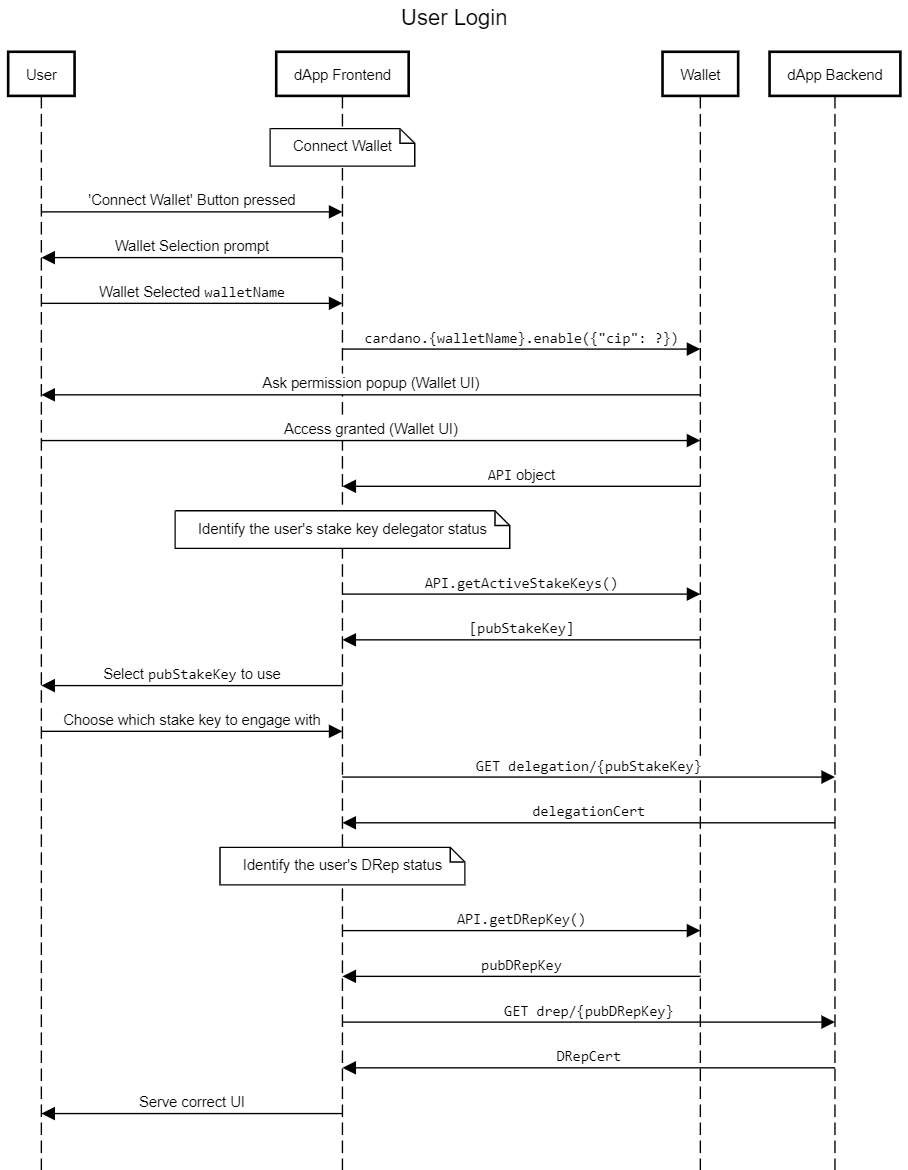 User Login
User
dApp Frontend
Wallet
dApp Backend
Connect Wallet
'Connect Wallet' Button pressed
Wallet Selection prompt
Wallet Selected walletName
cardano.{walletName}.enable({"cip": ?})
Ask permission popup (Wallet UI)
Access granted (Wallet UI)
API object
Identify the user's stake key delegator status
API.getActiveStakeKeys()
[pubStakeKey]
Select pubStakeKey to use
Choose which stake key to engage with
GET delegation/{pubStakeKey}
delegationCert
Identify the user's DRep status
API.getDRepKey()
pubDRepKey
GET drep/{pubDRepKey}
DRepCert
Serve correct UI